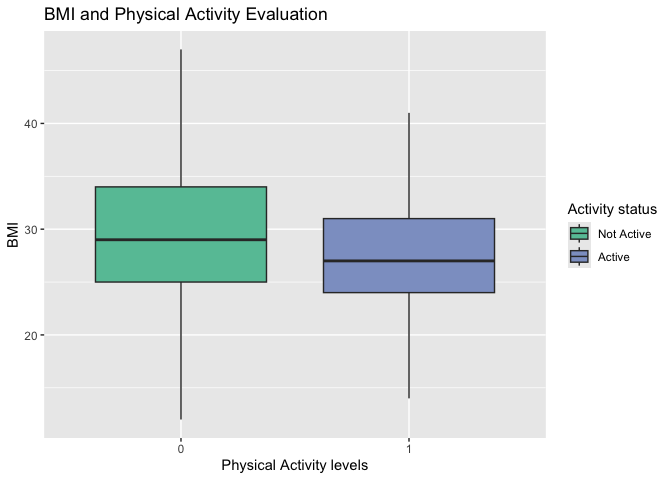 BMI and Physical Activity Evaluation
BMI
40
30
20
0
1
Physical Activity levels
Activity status
Not Active
Active